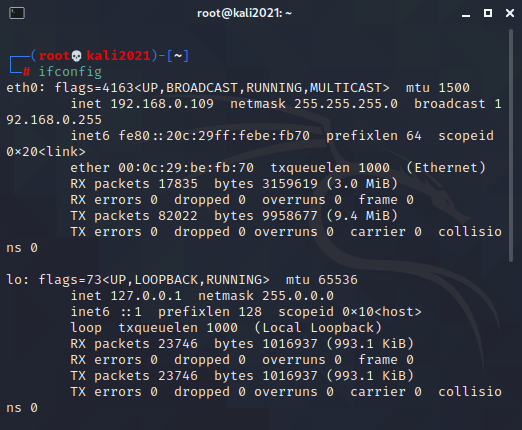 root@kali2021: ~
(root💀kali2021)-[~]
# ifconfig
eth0: flags=4163<UP,BROADCAST,RUNNING,MULTICAST>  mtu 1500
        inet 192.168.0.109  netmask 255.255.255.0  broadcast 1
92.168.0.255
        inet6 fe80::20c:29ff:febe:fb70  prefixlen 64  scopeid
0×20<link>
        ether 00:0c:29:be:fb:70  txqueuelen 1000  (Ethernet)
        RX packets 17835  bytes 3159619 (3.0 MiB)
        RX errors 0  dropped 0  overruns 0  frame 0
        TX packets 82022  bytes 9958677 (9.4 MiB)
        TX errors 0  dropped 0 overruns 0  carrier 0  collisio
ns 0
lo: flags=73<UP,LOOPBACK,RUNNING>  mtu 65536
        inet 127.0.0.1  netmask 255.0.0.0
        inet6 ::1  prefixlen 128  scopeid 0×10<host>
        loop  txqueuelen 1000  (Local Loopback)
        RX packets 23746  bytes 1016937 (993.1 KiB)
        RX errors 0  dropped 0  overruns 0  frame 0
        TX packets 23746  bytes 1016937 (993.1 KiB)
        TX errors 0  dropped 0 overruns 0  carrier 0  collisio
ns 0